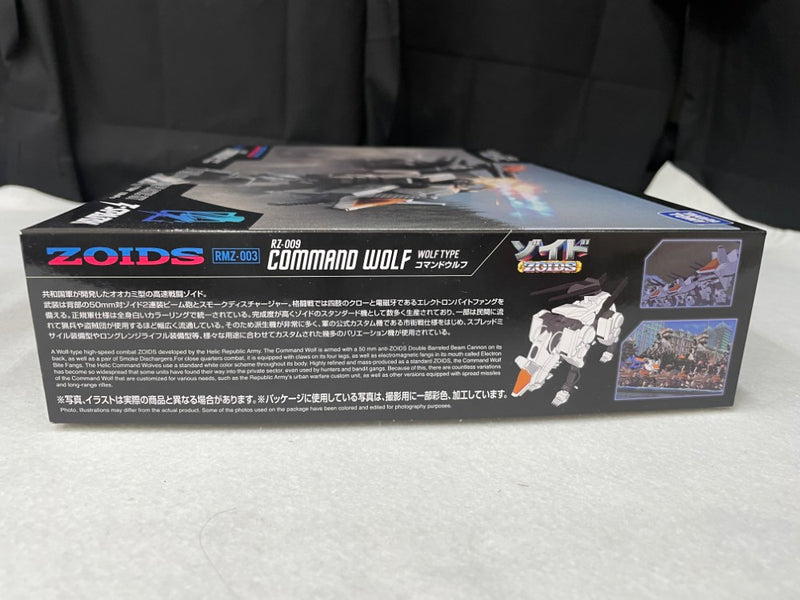 ZOIDS RMZ-003 RZ-009 COMMAND WOLF WOLF TYPE コマンドウルフ
ゾイド
ZOIDS
共和国軍が開発したオオカミ型の高速戦闘ゾイド。
武装は背部の50mm対ゾイド2連装ビーム砲とスモークディスチャージャー、格闘戦では四肢のクローと電磁牙であるエレクトロンバイトファングを
備える。正規軍仕様は全身白いカラーリングで統一されている。完成度が高くゾイドのスタンダード機として数多く生産されており、一部は民間に流
れて猟兵や盗賊団が使用するほど幅広く流通している。そのため派生機が非常に多く、軍の公式カスタム機である市街戦仕様をはじめ、スプレッドミ
サイル装備型やロングレンジライフル装備型等、様々な用途に合わせてカスタムされた幾多のバリエーション機が使用されている。
A Wolf-type high-speed combat ZOIDS developed by the Helic Republic Army. The Command Wolf is armed with a 50 mm anti-ZOIDS Double-Barreled Beam Cannon on its
back, as well as a pair of Smoke Dischargers.For close quarters combat, it is equipped with claws on its four legs, as well as electromagnetic fangs in its mouth called Electron
Bite Fangs. The Helic Command Wolves use a standard white color scheme throughout its body. Highly refined and mass-produced as a standard ZOIDS, the Command Wolf
has become so widespread that some units have found their way into the private sector, even used by hunters and bandit gangs. Because of this, there are countless variations
of the Command Wolf that are customized for various needs, such as the Republic Army's urban warfare custom unit, as well as other versions equipped with spread missiles
and long-range rifles.
※写真、イラストは実際の商品と異なる場合があります。※パッケージに使用している写真は、撮影用に一部彩色、加工しています。
Photo, Illustrations may differ from the actual product. Some of the photos used on the package have been colored and edited for photography purposes.